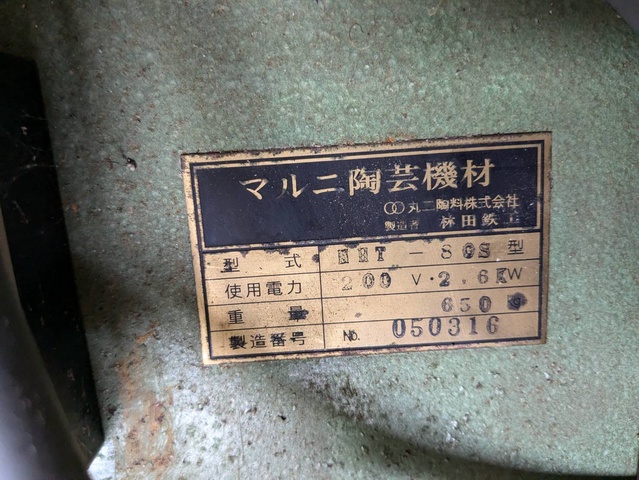 マルニ陶芸機材
丸二陶料株式会社
製造者 林田鉄工
型式 - 80S 型
使用電力 200 V・2.6KW
重量 650
製造番号 No. 050316